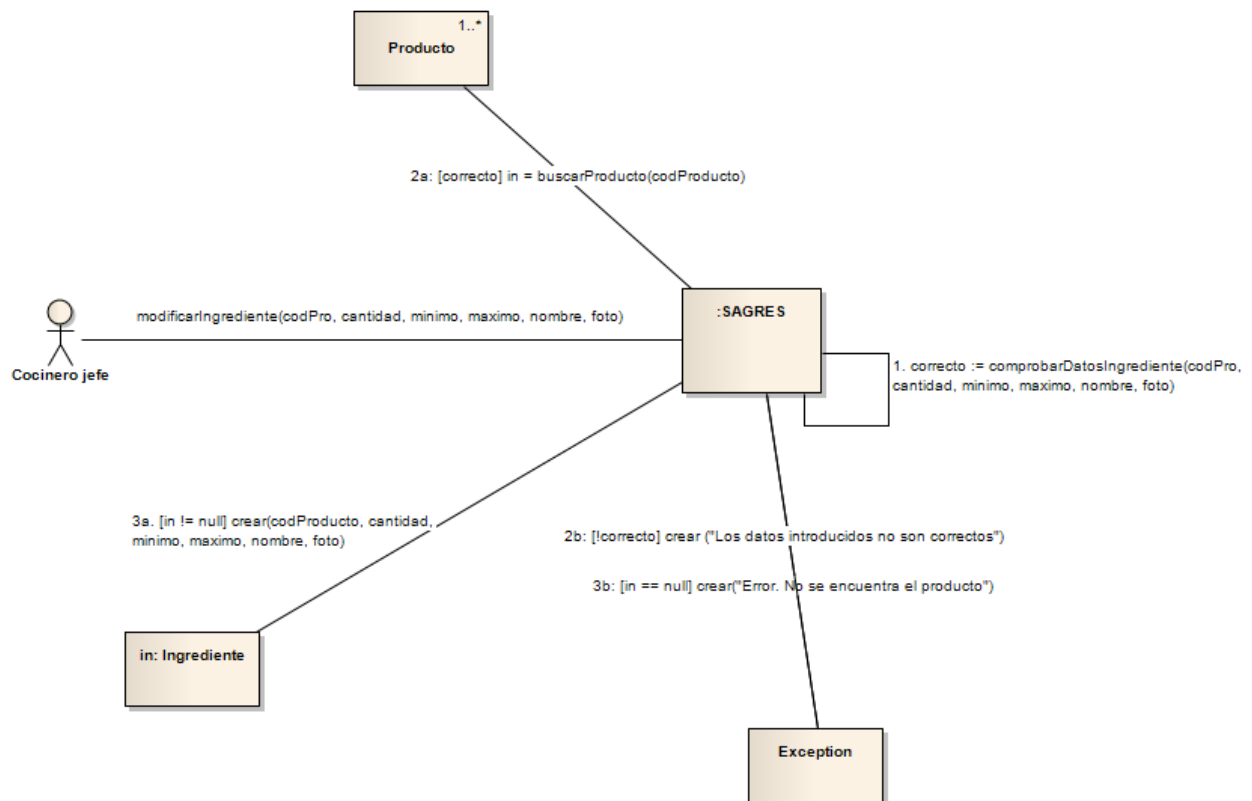 1..*
Producto
2a: [correcto] in = buscarProducto(codProducto)
modificarIngrediente(codPro, cantidad, minimo, maximo, nombre, foto)
:SAGRES
Cocinero jefe
1. correcto := comprobarDatosIngrediente(codPro,
cantidad, minimo, maximo, nombre, foto)
3a. [in != null] crear(codProducto, cantidad,
minimo, maximo, nombre, foto)
2b: [!correcto] crear ("Los datos introducidos no son correctos")
3b: [in == null] crear("Error. No se encuentra el producto")
in: Ingrediente
Exception